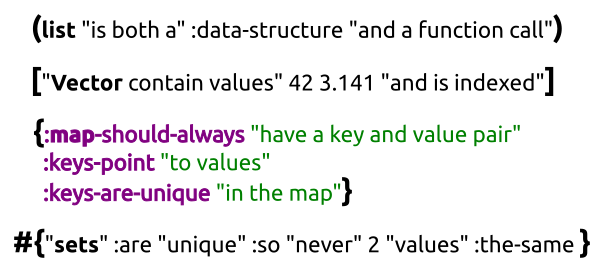 (list "is both a" :data-structure "and a function call")
["Vector contain values" 42 3.141 "and is indexed"]
{:map-should-always "have a key and value pair"
:keys-point "to values"
:keys-are-unique "in the map"}
#{"sets" :are "unique" :so "never" 2 "values" :the-same }